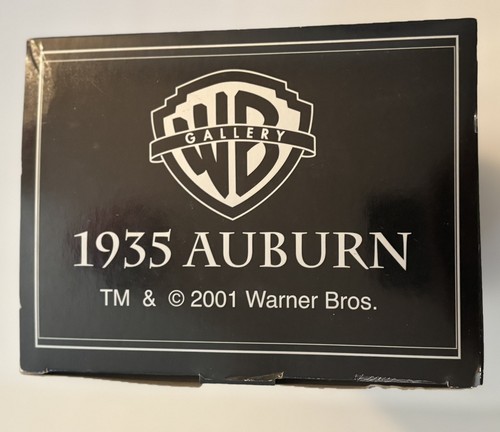 WB
GALLERY
1935 AUBURN
TM & © 2001 Warner Bros.